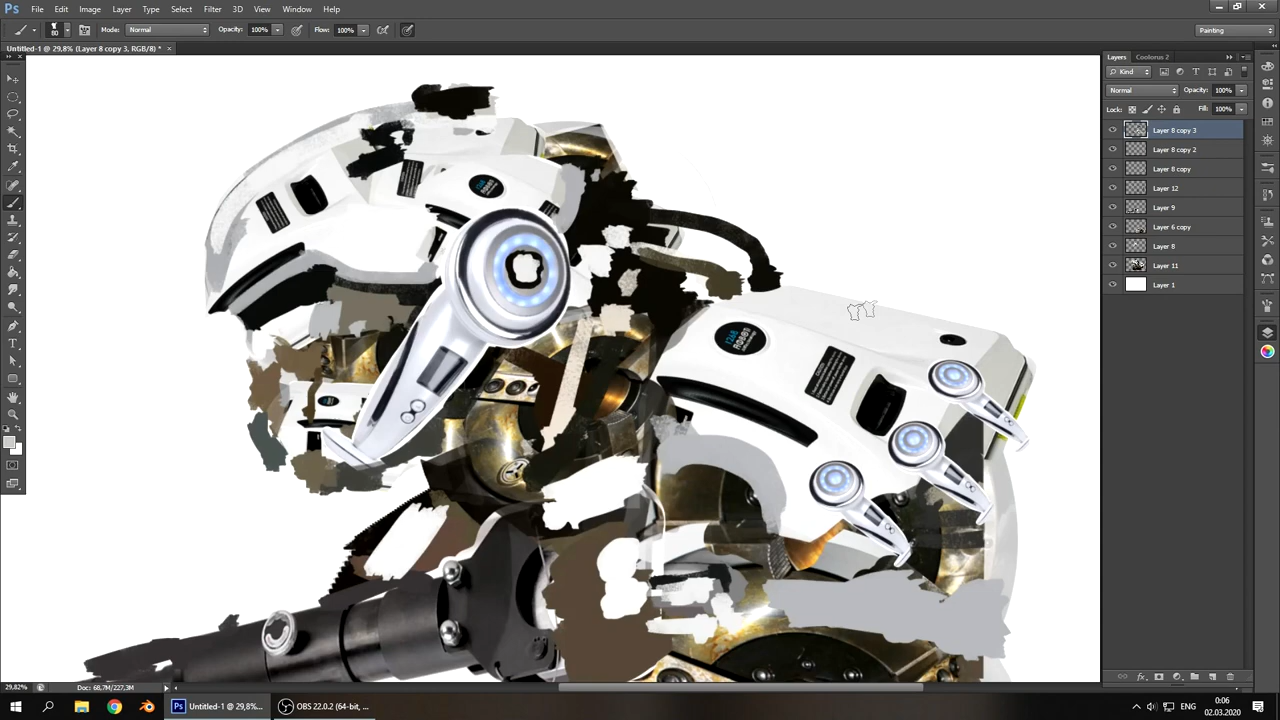 Ps File Edit Image Layer Type Select Filter 3D View Window Help
80 Mode: Normal Opacity: 100% Flow: 100% Painting
Untitled-1 @ 29,8% (Layer 8 copy 3, RGB/8) * ×
Layers Coolorus 2
Kind
Normal Opacity: 100%
Lock: Fill: 100%
Layer 8 copy 3
Layer 8 copy 2
Layer 8 copy
Layer 12
Layer 9
Layer 6 copy
Layer 8
Layer 11
Layer 1
29,82% Doc: 68,7M/227,3M
Untitled-1 @ 29,8%... OBS 22.0.2 (64-bit, ... ENG 0:06
02.03.2020